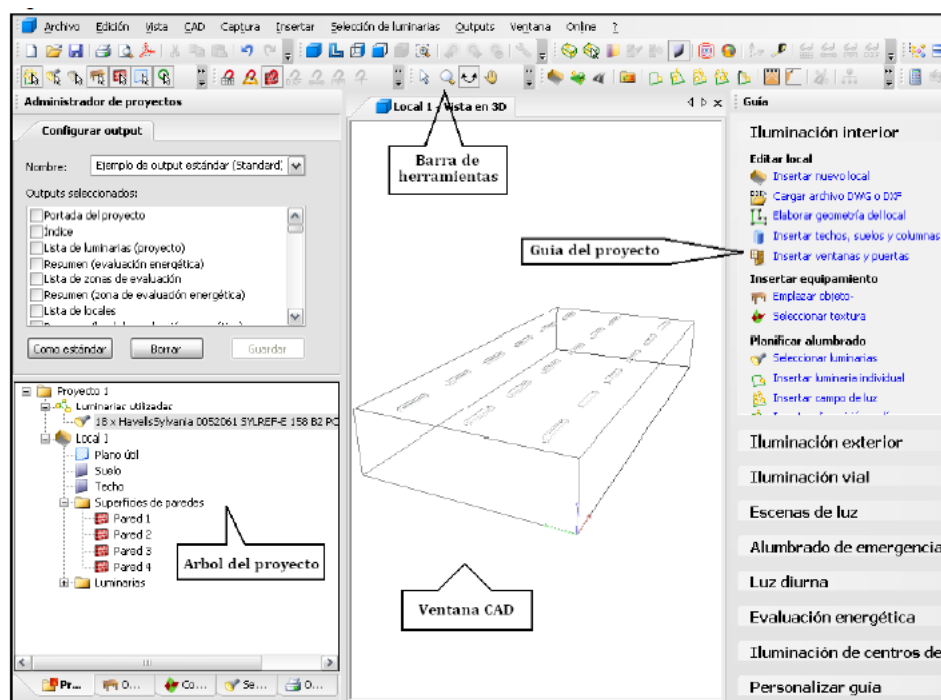 Archivo Edición Vista CAD Captura Insertar Selección de luminarias Outputs Ventana Online ?
Administrador de proyectos
Configurar output
Nombre: Ejemplo de output estándar (Standard)
Outputs seleccionados:
Portada del proyecto
Índice
Lista de luminarias (proyecto)
Resumen (evaluación energética)
Lista de zonas de evaluación
Resumen (zona de evaluación energética)
Lista de locales
Como estándar Borrar Guardar
Proyecto 1
Luminarias utilizadas
18 x HavellsSylvania 0052061 SYLREF-E 158 B2 PC
Local 1
Plano útil
Suelo
Techo
Superficies de paredes
Pared 1
Pared 2
Pared 3
Pared 4
Luminarias
Arbol del proyecto
Pr... O... Co... Se... O...
Local 1 - Vista en 3D
Barra de
herramientas
Guía del proyecto
Ventana CAD
Guía
Iluminación interior
Editar local
Insertar nuevo local
Cargar archivo DWG o DXF
Elaborar geometría del local
Insertar techos, suelos y columnas
Insertar ventanas y puertas
Insertar equipamiento
Emplazar objeto-
Seleccionar textura
Planificar alumbrado
Seleccionar luminarias
Insertar luminaria individual
Insertar campo de luz
Iluminación exterior
Iluminación vial
Escenas de luz
Alumbrado de emergencia
Luz diurna
Evaluación energética
Iluminación de centros de
Personalizar guía